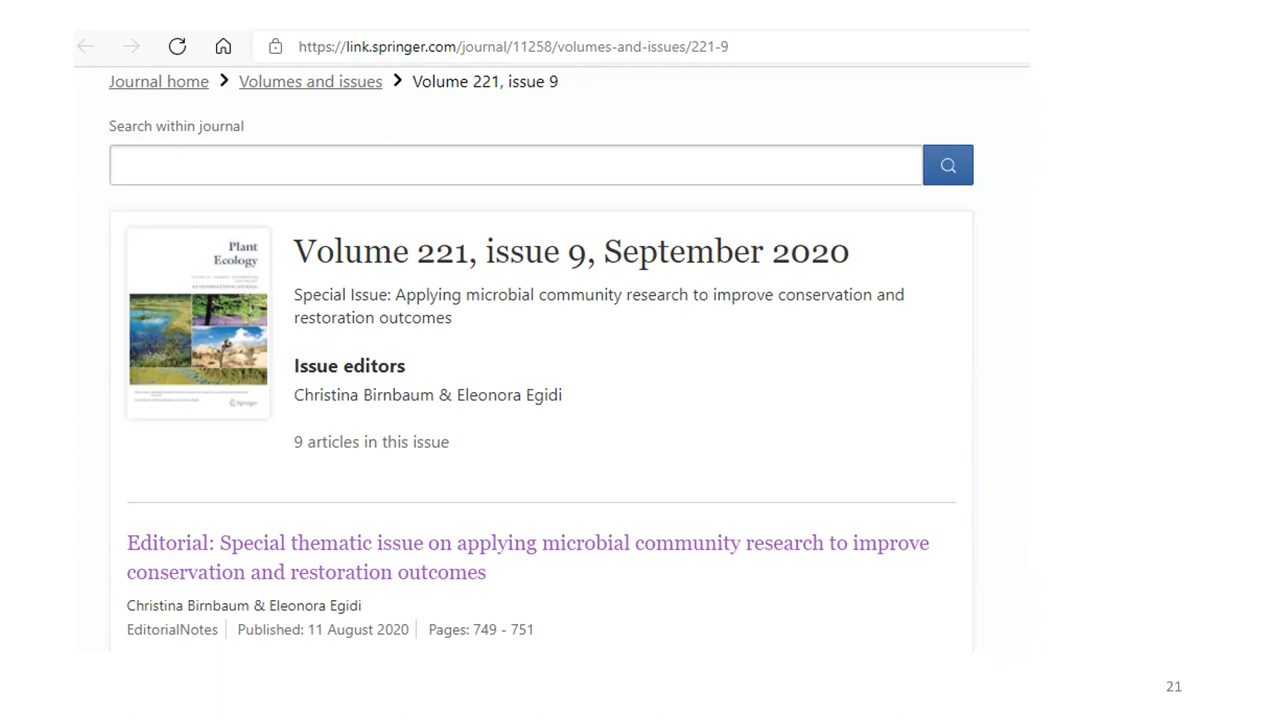 https://link.springer.com/journal/11258/volumes-and-issues/221-9
Journal home > Volumes and issues > Volume 221, issue 9
Search within journal
Plant
Ecology
Springer
Volume 221, issue 9, September 2020
Special Issue: Applying microbial community research to improve conservation and
restoration outcomes
Issue editors
Christina Birnbaum & Eleonora Egidi
9 articles in this issue
Editorial: Special thematic issue on applying microbial community research to improve
conservation and restoration outcomes
Christina Birnbaum & Eleonora Egidi
EditorialNotes | Published: 11 August 2020 | Pages: 749 - 751
21